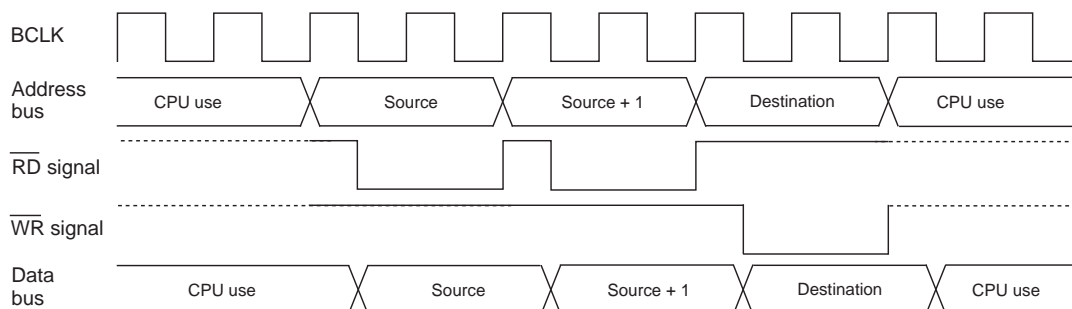 BCLK
Address
bus
CPU use
Source
Source + 1
Destination
CPU use
RD signal
WR signal
Data
bus
CPU use
Source
Source + 1
Destination
CPU use